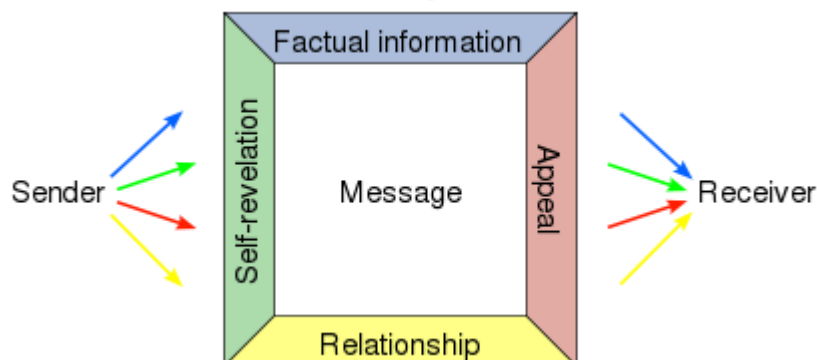 Factual information
Self-revelation
Sender
Message
Appeal
Receiver
Relationship